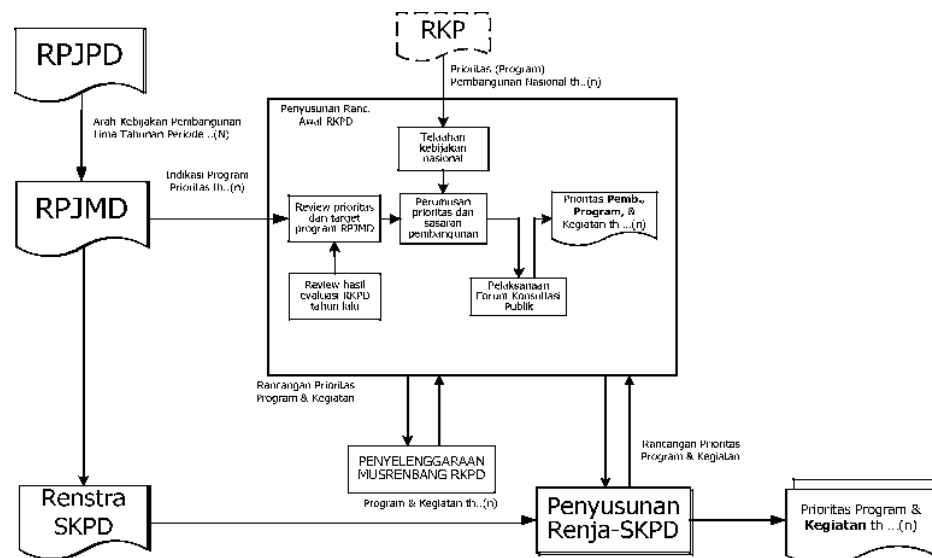 RPJPD
RKP
Prioritas (Program)
Pembangunan Nasional th..(n)
Arah Kebijakan Pembangunan
Lima Tahunan Periode ..(N)
Penyusunan Ranc.
Awal RKPD
Telaahan
kebijakan
nasional
RPJMD
Indikasi Program
Prioritas th..(n)
Review prioritas
dan target
program RPJMD
Perumusan
prioritas dan
sasaran
pembangunan
Prioritas Pemb.,
Program, &
Kegiatan th ...(n)
Review hasil
evaluasi RKPD
tahun lalu
Pelaksanaan
Forum Konsultasi
Publik
Rancangan Prioritas
Program & Kegiatan
PENYELENGGARAAN
MUSRENBANG RKPD
Rancangan Prioritas
Program & Kegiatan
Renstra
SKPD
Program & Kegiatan th..(n)
Penyusunan
Renja-SKPD
Prioritas Program &
Kegiatan th ...(n)